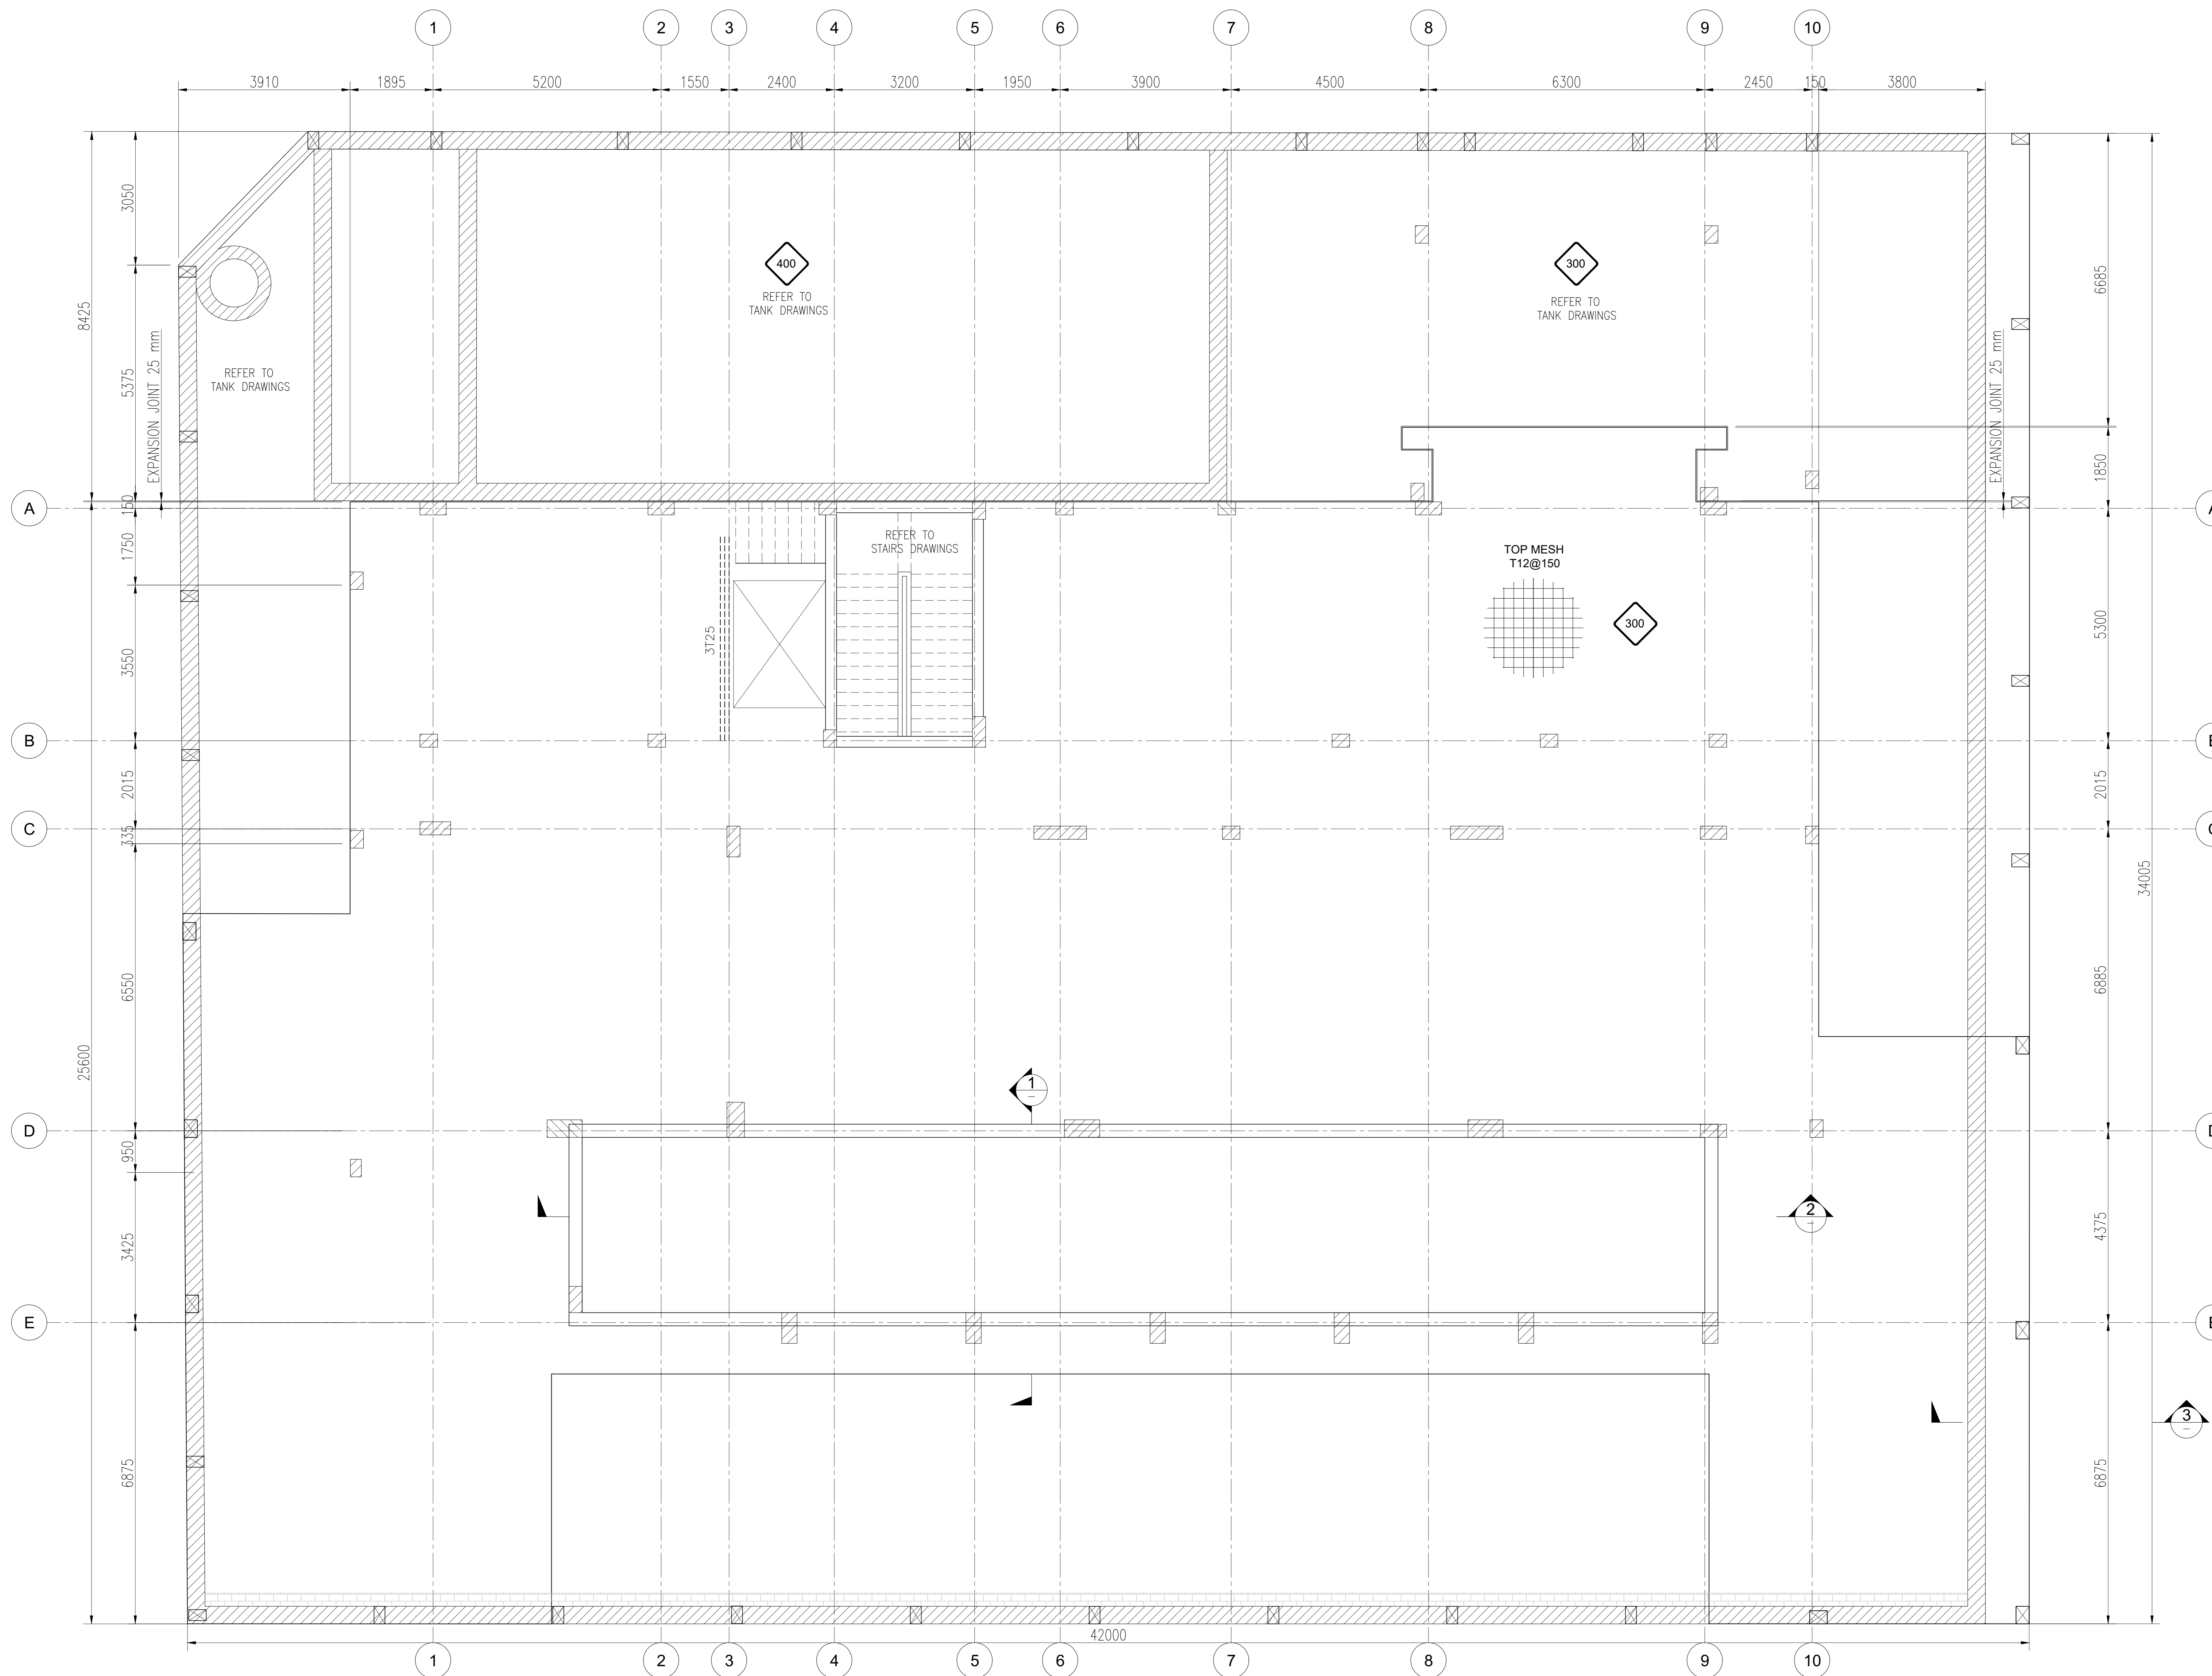 1 2 3 4 5 6 7 8 9 10
3910 1895 5200 1550 2400 3200 1950 3900 4500 6300 2450 150 3800
8425
3050
5375
EXPANSION JOINT 25 mm
150
1750
3550
2015
335
6550
950
3425
6875
25600
400
REFER TO
TANK DRAWINGS
300
REFER TO
TANK DRAWINGS
REFER TO
TANK DRAWINGS
REFER TO
STAIRS DRAWINGS
3T25
TOP MESH
T12@150
300
EXPANSION JOINT 25 mm
6685
1850
5300
2015
6885
4375
6875
34005
A
B
C
D
E
1
–
2
–
3
–
42000
1 2 3 4 5 6 7 8 9 10